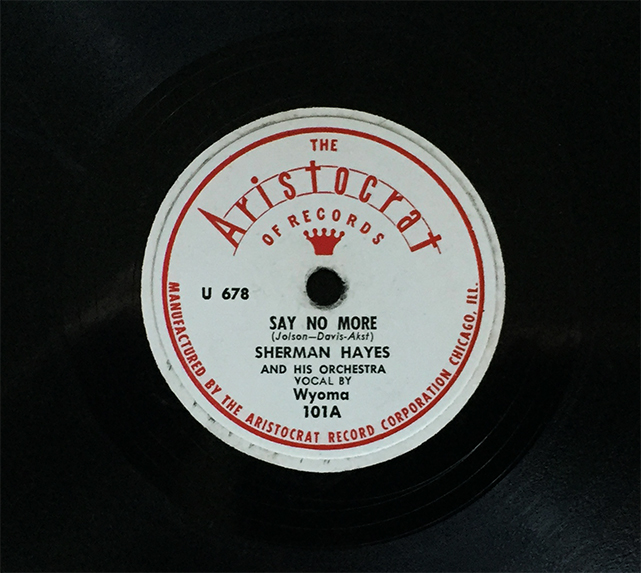 THE
Aristocrat
OF RECORDS
U 678
SAY NO MORE
(Jolson—Davis-Akst)
SHERMAN HAYES
AND HIS ORCHESTRA
VOCAL BY
Wyoma
101A
MANUFACTURED BY THE ARISTOCRAT RECORD CORPORATION CHICAGO, ILL.